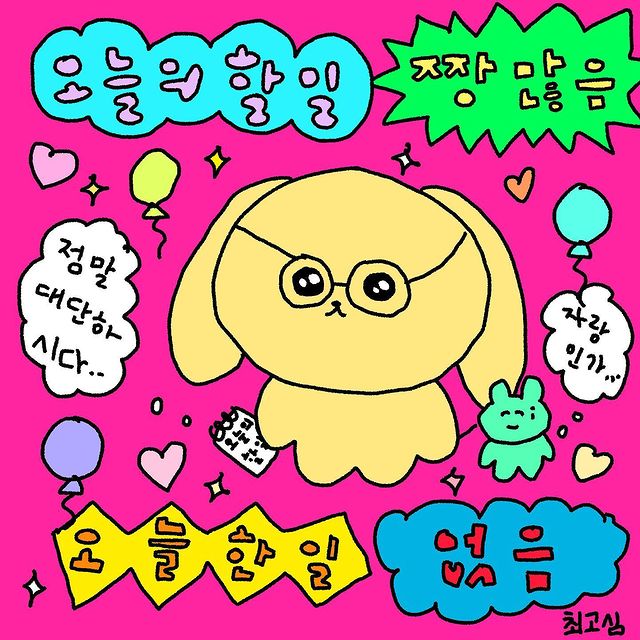 오늘의 할일
짱 많음
정말
대단하
시다..
자랑
인가...
오늘한일
없음
최고심